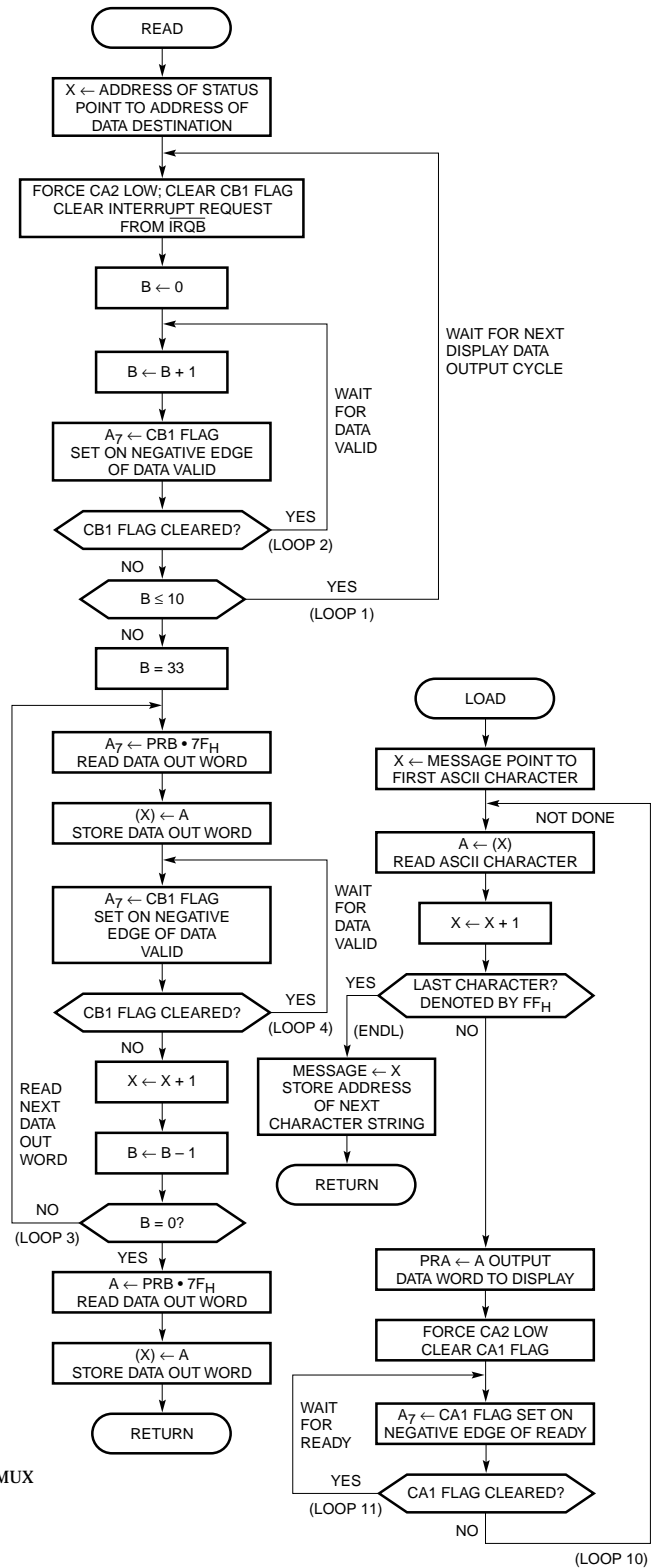 READ
X ← ADDRESS OF STATUS
POINT TO ADDRESS OF
DATA DESTINATION
FORCE CA2 LOW; CLEAR CB1 FLAG
CLEAR INTERRUPT REQUEST
FROM I̅R̅Q̅B̅
B ← 0
WAIT FOR NEXT
DISPLAY DATA
OUTPUT CYCLE
B ← B + 1
WAIT
FOR
DATA
VALID
A₇ ← CB1 FLAG
SET ON NEGATIVE EDGE
OF DATA VALID
CB1 FLAG CLEARED?
YES
(LOOP 2)
NO
B ≤ 10
YES
(LOOP 1)
NO
B = 33
A₇ ← PRB • 7F_H
READ DATA OUT WORD
(X) ← A
STORE DATA OUT WORD
A₇ ← CB1 FLAG
SET ON NEGATIVE
EDGE OF DATA
VALID
WAIT
FOR
DATA
VALID
CB1 FLAG CLEARED?
YES
(LOOP 4)
NO
X ← X + 1
READ
NEXT
DATA
OUT
WORD
B ← B – 1
B = 0?
NO
(LOOP 3)
YES
A ← PRB • 7F_H
READ DATA OUT WORD
(X) ← A
STORE DATA OUT WORD
RETURN
LOAD
X ← MESSAGE POINT TO
FIRST ASCII CHARACTER
NOT DONE
A ← (X)
READ ASCII CHARACTER
X ← X + 1
LAST CHARACTER?
DENOTED BY FF_H
YES
(ENDL)
NO
MESSAGE ← X
STORE ADDRESS
OF NEXT
CHARACTER STRING
RETURN
PRA ← A OUTPUT
DATA WORD TO DISPLAY
FORCE CA2 LOW
CLEAR CA1 FLAG
WAIT
FOR
READY
A₇ ← CA1 FLAG SET ON
NEGATIVE EDGE OF READY
CA1 FLAG CLEARED?
YES
(LOOP 11)
NO
(LOOP 10)
MUX